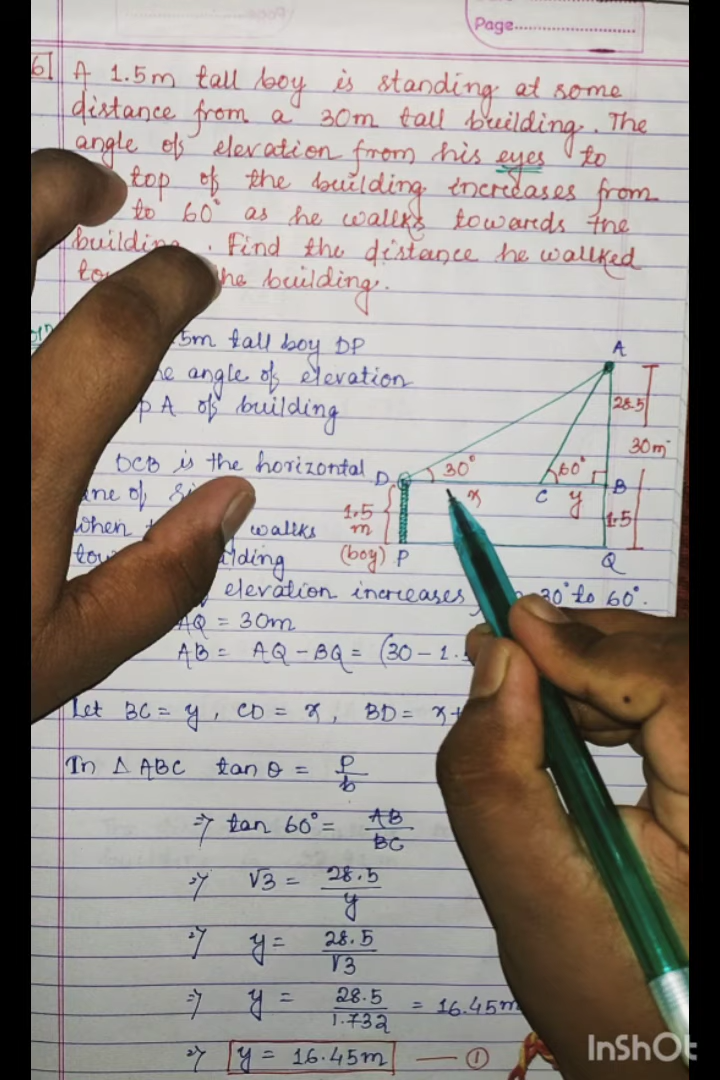 Page
6] A 1.5m tall boy is standing at some
distance from a 30m tall building. The
angle of elevation from his eyes to
top of the building increases from
to 60° as he wallks towards the
building. Find the distance he wallked
the building.
5m tall boy DP
angle of elevation
A of building
DCB is the horizontal
when wallks
elevation increases 30° to 60°.
AQ = 30m
AB = AQ - BQ = (30 - 1.
Let BC = y, CD = x, BD = x+
In △ ABC tan θ = P/b
⇒ tan 60° = AB/BC
⇒ √3 = 28.5/y
⇒ y = 28.5/√3
⇒ y = 28.5/1.732 = 16.45m
⇒ y = 16.45m — ①
A
28.5
30m
D 30° x C 60° y B
1.5 m
1.5
(boy) P Q
InShOt